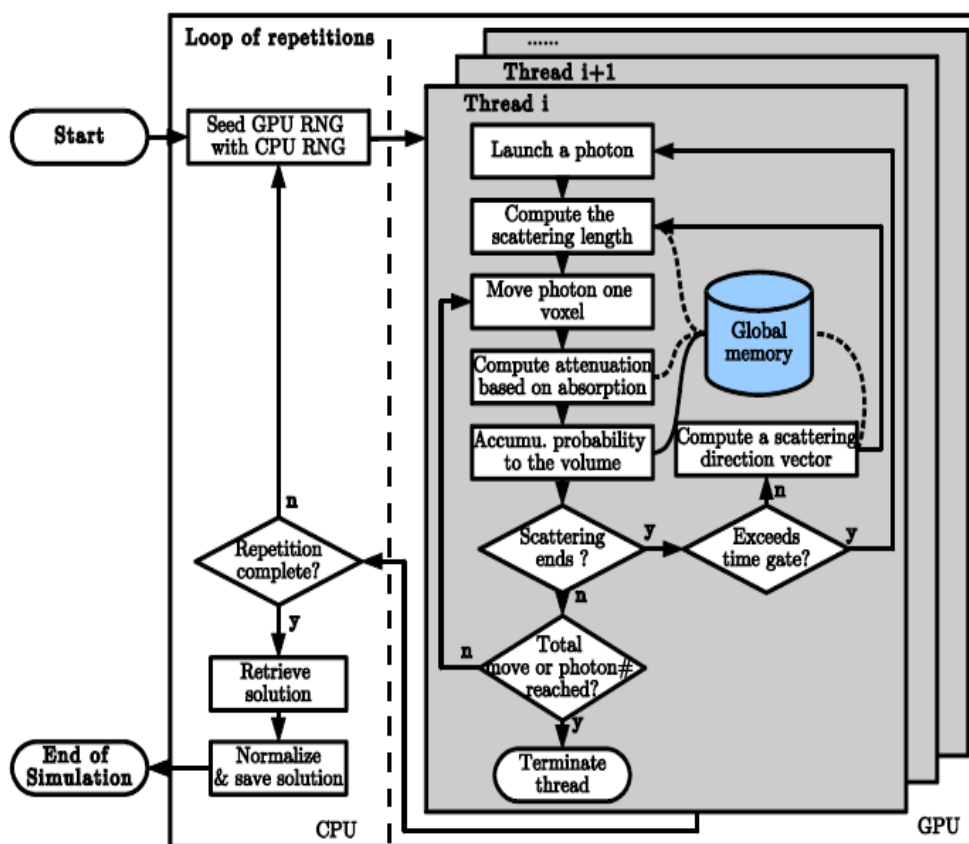 Loop of repetitions
......
Thread i+1
Thread i
Start
Seed GPU RNG
with CPU RNG
Launch a photon
Compute the
scattering length
Move photon one
voxel
Global
memory
Compute attenuation
based on absorption
Accumu. probability
to the volume
Compute a scattering
direction vector
n
n
Scattering
ends ?
y
Exceeds
time gate?
y
Repetition
complete?
n
y
n
Total
move or photon#
reached?
y
Retrieve
solution
End of
Simulation
Normalize
& save solution
Terminate
thread
CPU
GPU